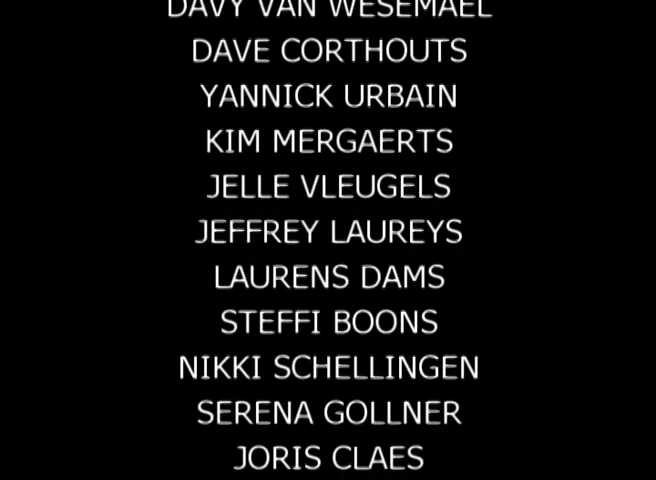 DAVY VAN WESEMAEL
DAVE CORTHOUTS
YANNICK URBAIN
KIM MERGAERTS
JELLE VLEUGELS
JEFFREY LAUREYS
LAURENS DAMS
STEFFI BOONS
NIKKI SCHELLINGEN
SERENA GOLLNER
JORIS CLAES